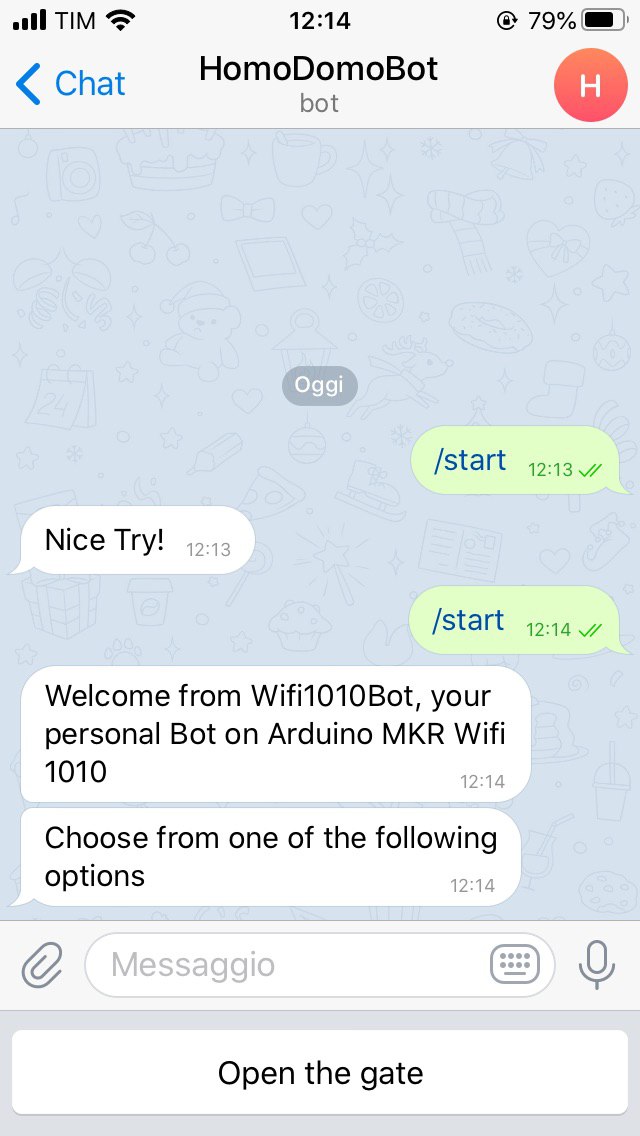 TIM 12:14 79%
Chat HomoDomoBot H
bot
24
Oggi
/start 12:13
Nice Try! 12:13
/start 12:14
Welcome from Wifi1010Bot, your
personal Bot on Arduino MKR Wifi
1010 12:14
Choose from one of the following
options 12:14
Messaggio
Open the gate